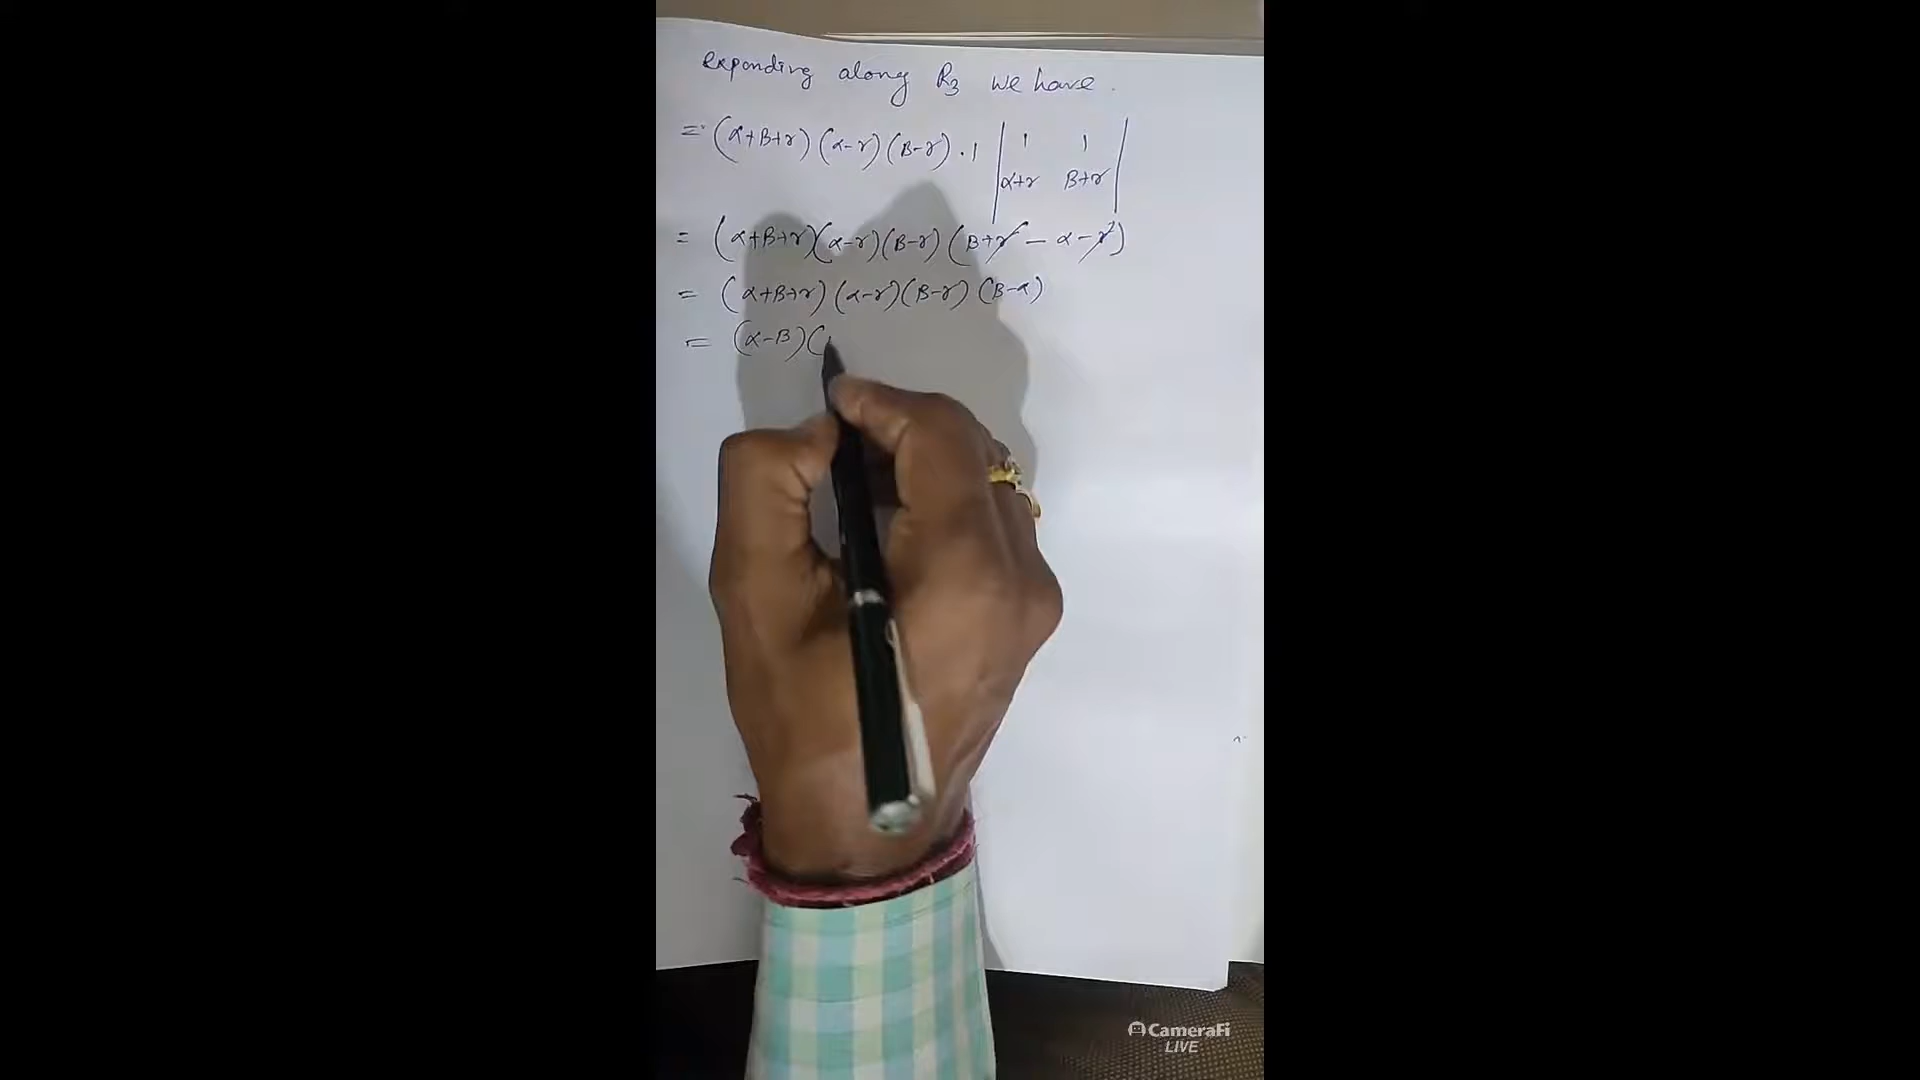 expanding along R3 we have.
= (α+β+γ)(α-γ)(β-γ).1 | 1 1 |
| α+γ β+γ |
= (α+β+γ)(α-γ)(β-γ)(β+γ - α-γ)
= (α+β+γ)(α-γ)(β-γ)(β-α)
= (α-β)(
CameraFi
LIVE